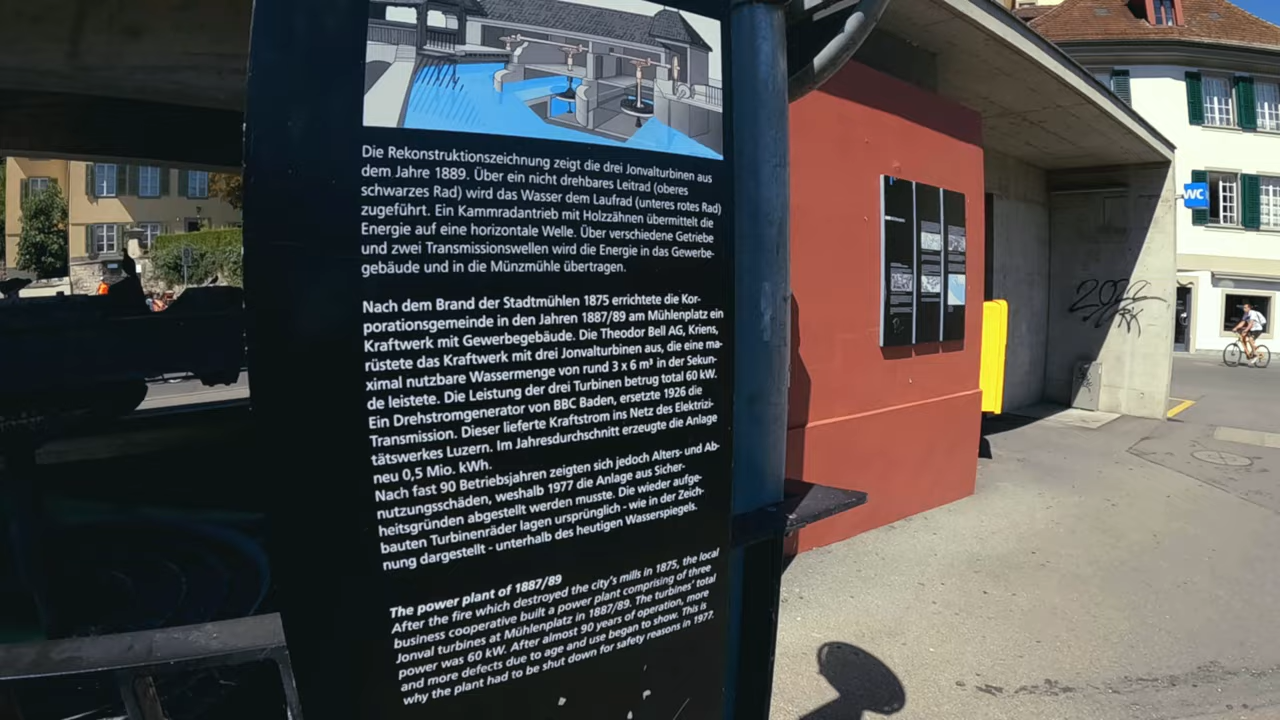 Die Rekonstruktionszeichnung zeigt die drei Jonvalturbinen aus
dem Jahre 1889. Über ein nicht drehbares Leitrad (oberes
schwarzes Rad) wird das Wasser dem Laufrad (unteres rotes Rad)
zugeführt. Ein Kammradantrieb mit Holzzähnen übermittelt die
Energie auf eine horizontale Welle. Über verschiedene Getriebe
und zwei Transmissionswellen wird die Energie in das Gewerbe-
gebäude und in die Münzmühle übertragen.
Nach dem Brand der Stadtmühlen 1875 errichtete die Kor-
porationsgemeinde in den Jahren 1887/89 am Mühlenplatz ein
Kraftwerk mit Gewerbegebäude. Die Theodor Bell AG, Kriens,
rüstete das Kraftwerk mit drei Jonvalturbinen aus, die eine ma-
ximal nutzbare Wassermenge von rund 3 x 6 m³ in der Sekun-
de leistete. Die Leistung der drei Turbinen betrug total 60 kW.
Ein Drehstromgenerator von BBC Baden, ersetzte 1926 die
Transmission. Dieser lieferte Kraftstrom ins Netz des Elektrizi-
tätswerkes Luzern. Im Jahresdurchschnitt erzeugte die Anlage
neu 0,5 Mio. kWh.
Nach fast 90 Betriebsjahren zeigten sich jedoch Alters- und Ab-
nutzungsschäden, weshalb 1977 die Anlage aus Sicher-
heitsgründen abgestellt werden musste. Die wieder aufge-
bauten Turbinenräder lagen ursprünglich - wie in der Zeich-
nung dargestellt - unterhalb des heutigen Wasserspiegels.
The power plant of 1887/89
After the fire which destroyed the city's mills in 1875, the local
business cooperative built a power plant comprising of three
Jonval turbines at Mühlenplatz in 1887/89. The turbines' total
power was 60 kW. After almost 90 years of operation, more
and more defects due to age and use began to show. This is
why the plant had to be shut down for safety reasons in 1977.
WC